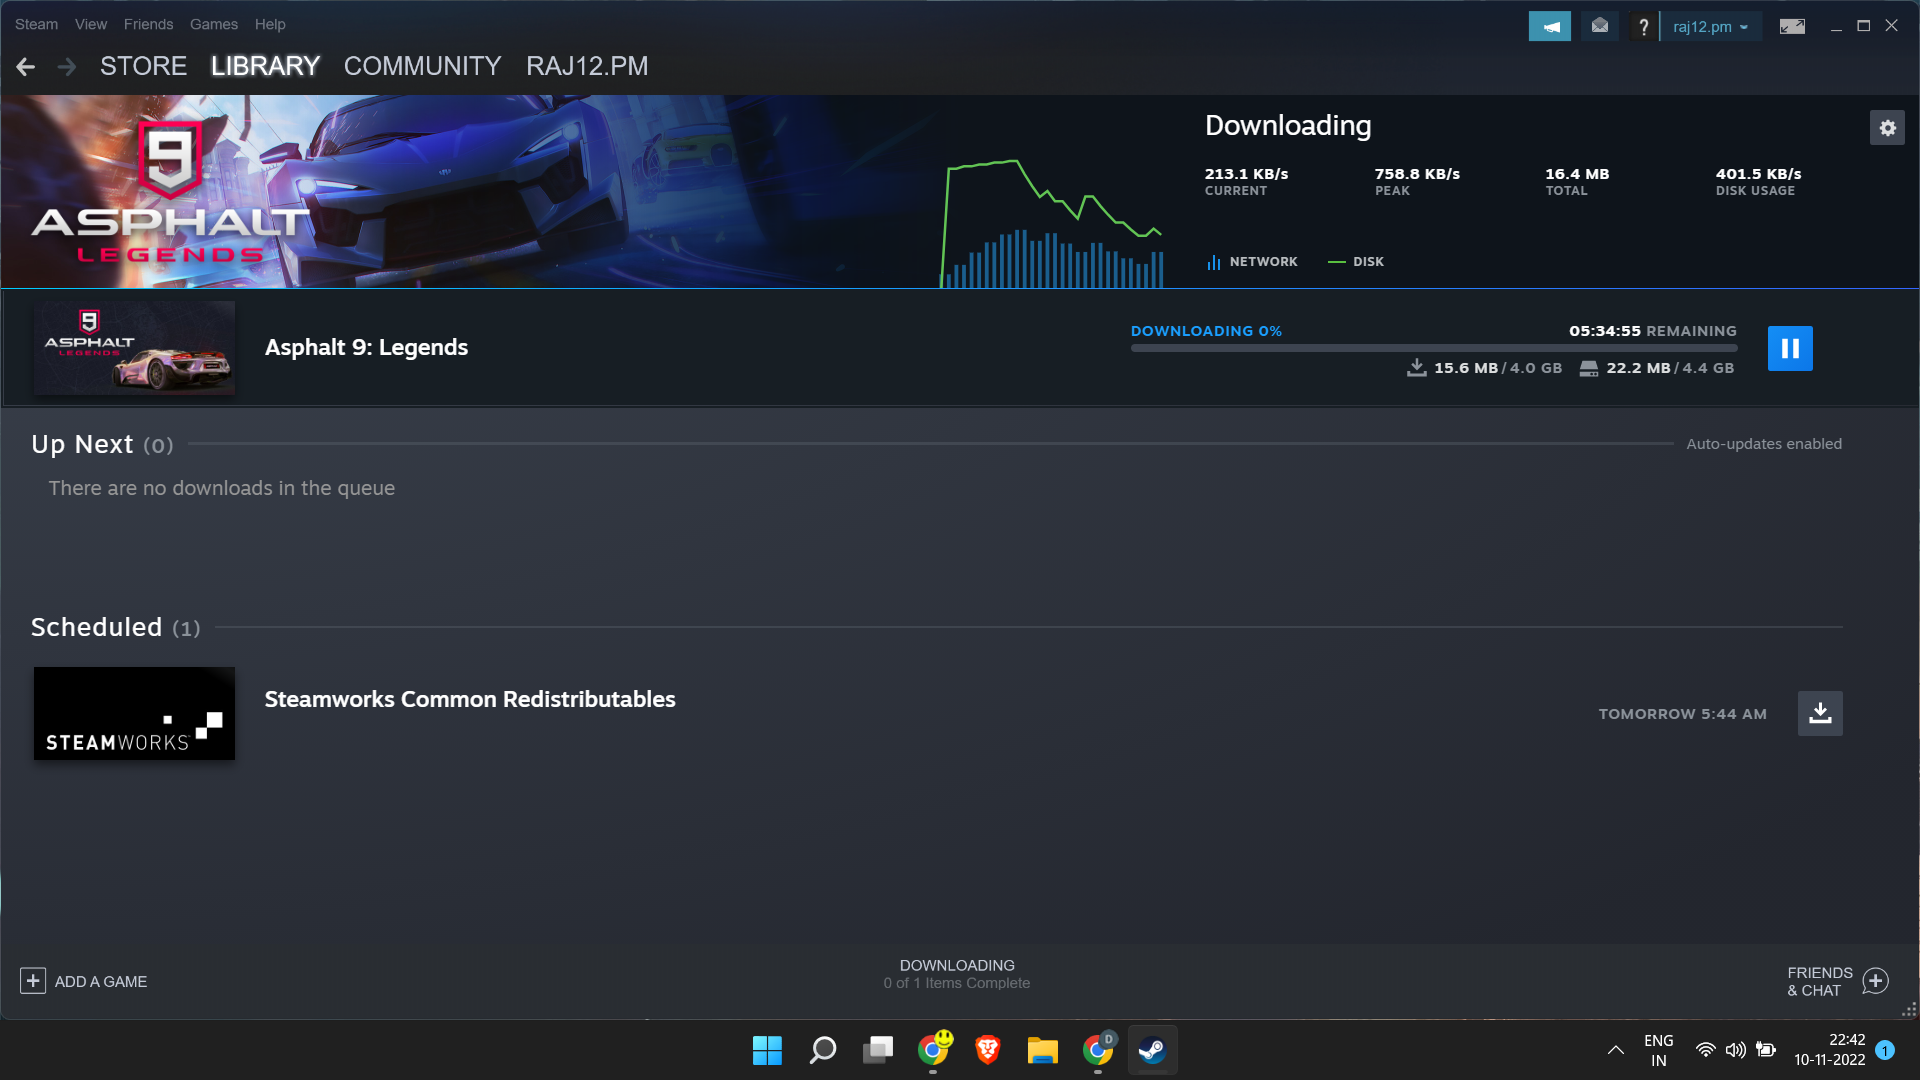 Steam View Friends Games Help
raj12.pm
STORE LIBRARY COMMUNITY RAJ12.PM
9
ASPHALT
LEGENDS
Downloading
213.1 KB/s 758.8 KB/s 16.4 MB 401.5 KB/s
CURRENT PEAK TOTAL DISK USAGE
NETWORK DISK
9
ASPHALT
LEGENDS
Asphalt 9: Legends
DOWNLOADING 0% 05:34:55 REMAINING
15.6 MB / 4.0 GB 22.2 MB / 4.4 GB
Up Next (0) Auto-updates enabled
There are no downloads in the queue
Scheduled (1)
STEAMWORKS
Steamworks Common Redistributables
TOMORROW 5:44 AM
ADD A GAME
DOWNLOADING
0 of 1 Items Complete
FRIENDS
& CHAT
D
ENG
IN
22:42
10-11-2022
1